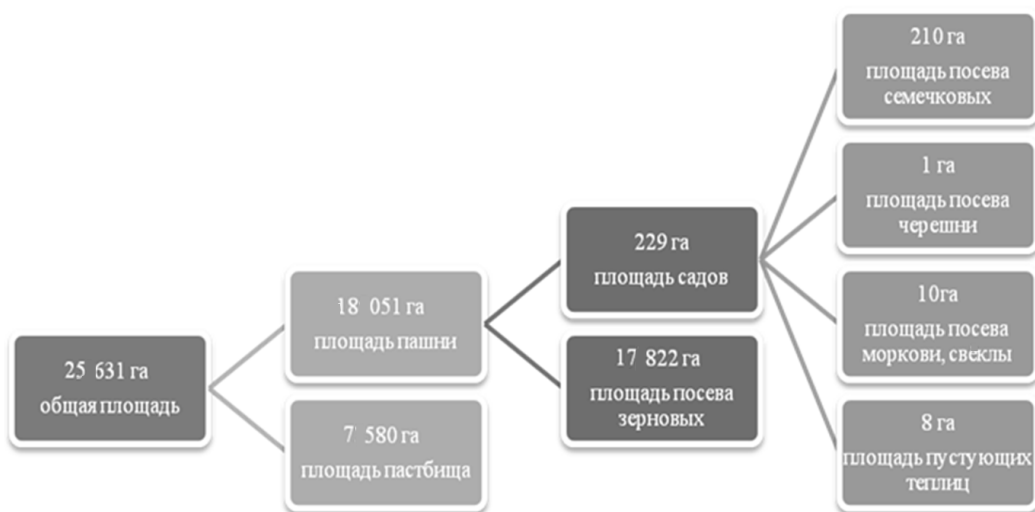 25 631 га
общая площадь
18 051 га
площадь пашни
7 580 га
площадь пастбища
229 га
площадь садов
17 822 га
площадь посева
зерновых
210 га
площадь посева
семечковых
1 га
площадь посева
черешни
10га
площадь посева
моркови, свеклы
8 га
площадь пустующих
теплиц